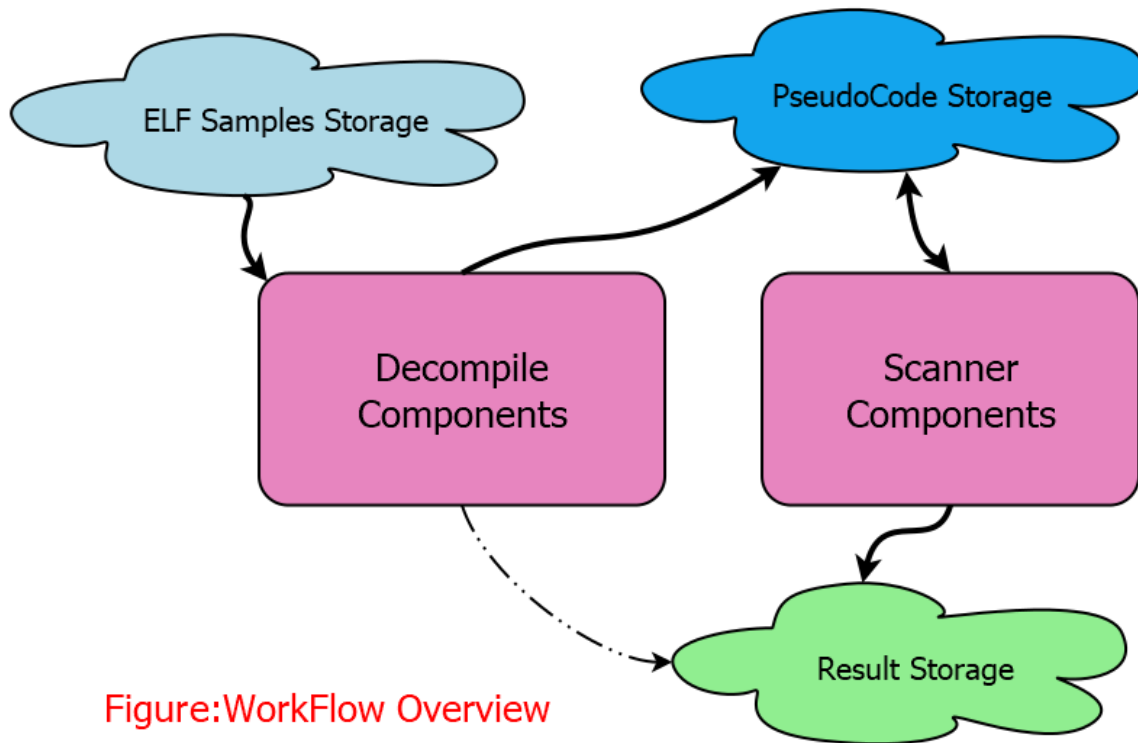 ELF Samples Storage
PseudoCode Storage
Decompile
Components
Scanner
Components
Result Storage
Figure:WorkFlow Overview